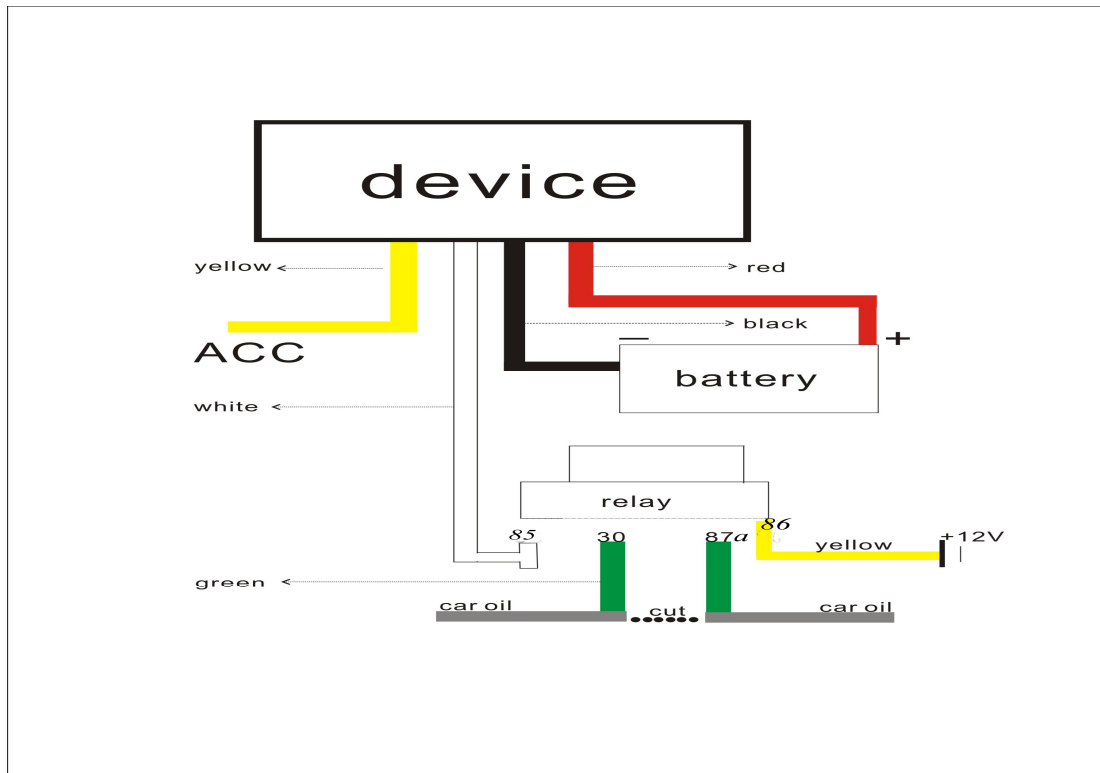 device
yellow
red
black
ACC
— +
battery
white
relay
85 30 87a 86
yellow +12V
green
car oil cut car oil